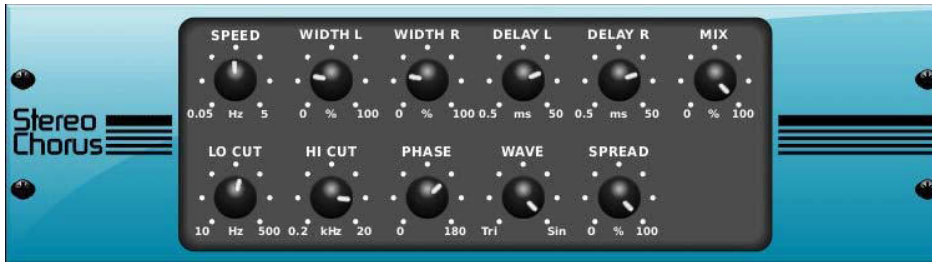 SPEED WIDTH L WIDTH R DELAY L DELAY R MIX
0.05 Hz 5 0 % 100 0 % 100 0.5 ms 50 0.5 ms 50 0 % 100
Stereo
Chorus
LO CUT HI CUT PHASE WAVE SPREAD
10 Hz 500 0.2 kHz 20 0 180 Tri Sin 0 % 100